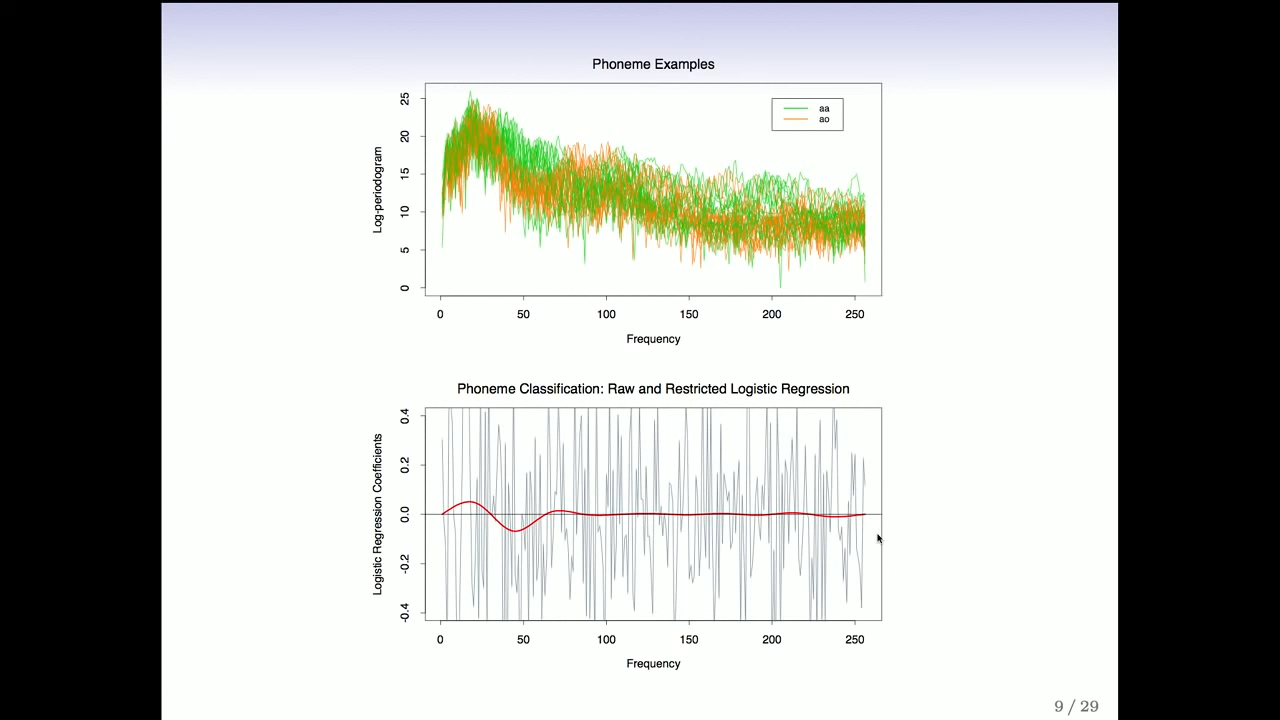 Phoneme Examples
25
20
15
10
5
0
Log-periodogram
aa
ao
0 50 100 150 200 250
Frequency
Phoneme Classification: Raw and Restricted Logistic Regression
0.4
0.2
0.0
-0.2
-0.4
Logistic Regression Coefficients
0 50 100 150 200 250
Frequency
9 / 29